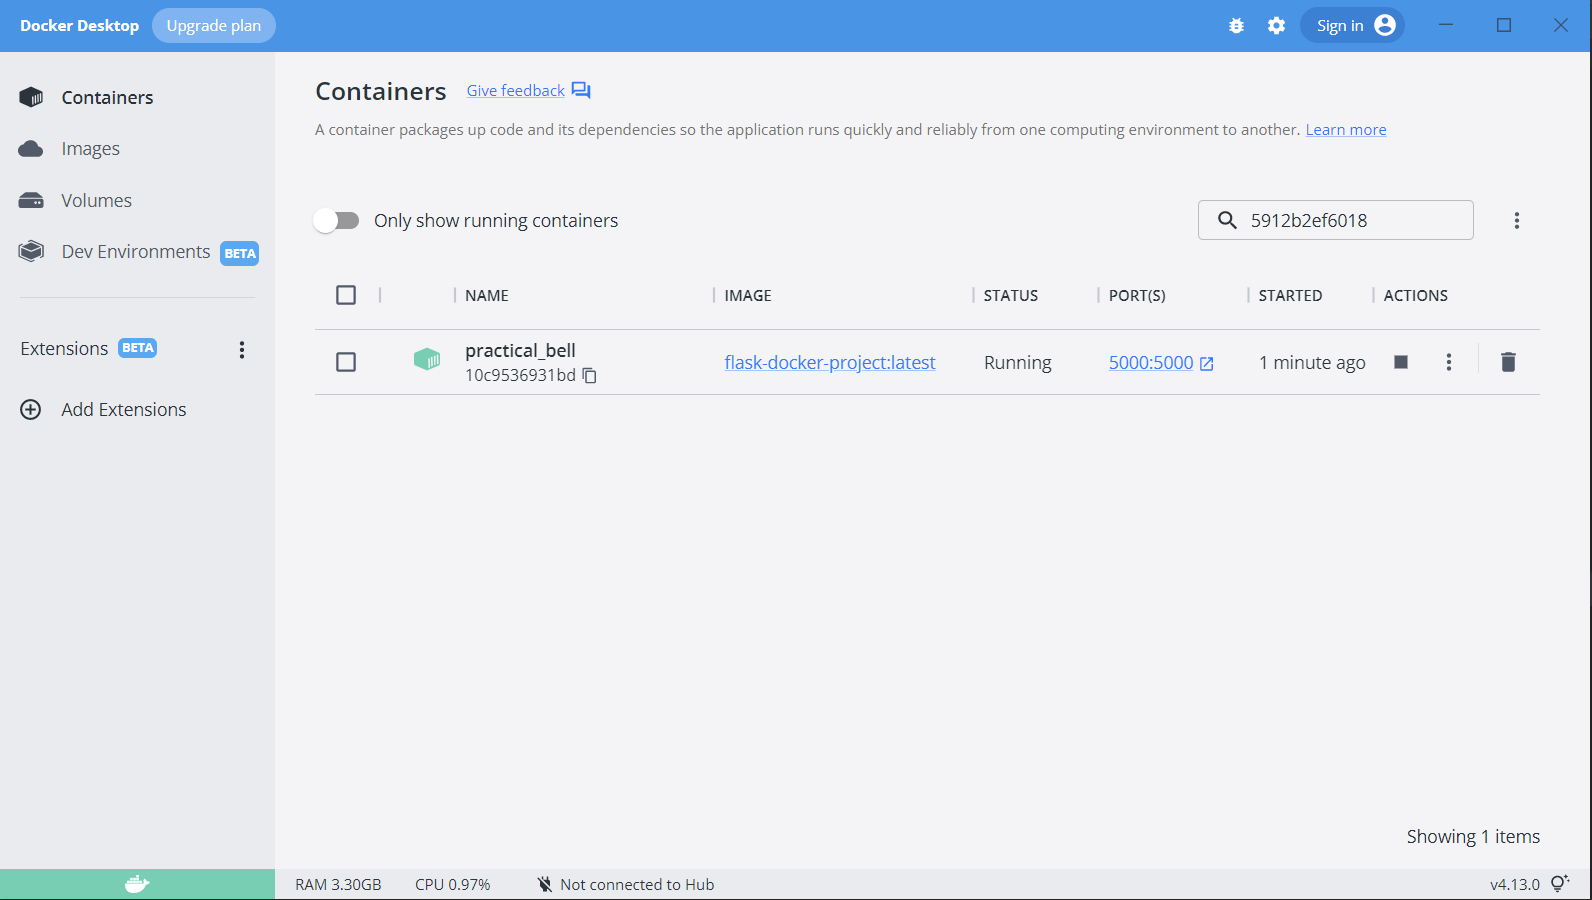 Docker Desktop Upgrade plan Sign in
Containers
Images
Volumes
Dev Environments BETA
Extensions BETA
Add Extensions
Containers Give feedback
A container packages up code and its dependencies so the application runs quickly and reliably from one computing environment to another. Learn more
Only show running containers 5912b2ef6018
NAME IMAGE STATUS PORT(S) STARTED ACTIONS
practical_bell
10c9536931bd flask-docker-project:latest Running 5000:5000 1 minute ago
Showing 1 items
RAM 3.30GB CPU 0.97% Not connected to Hub v4.13.0